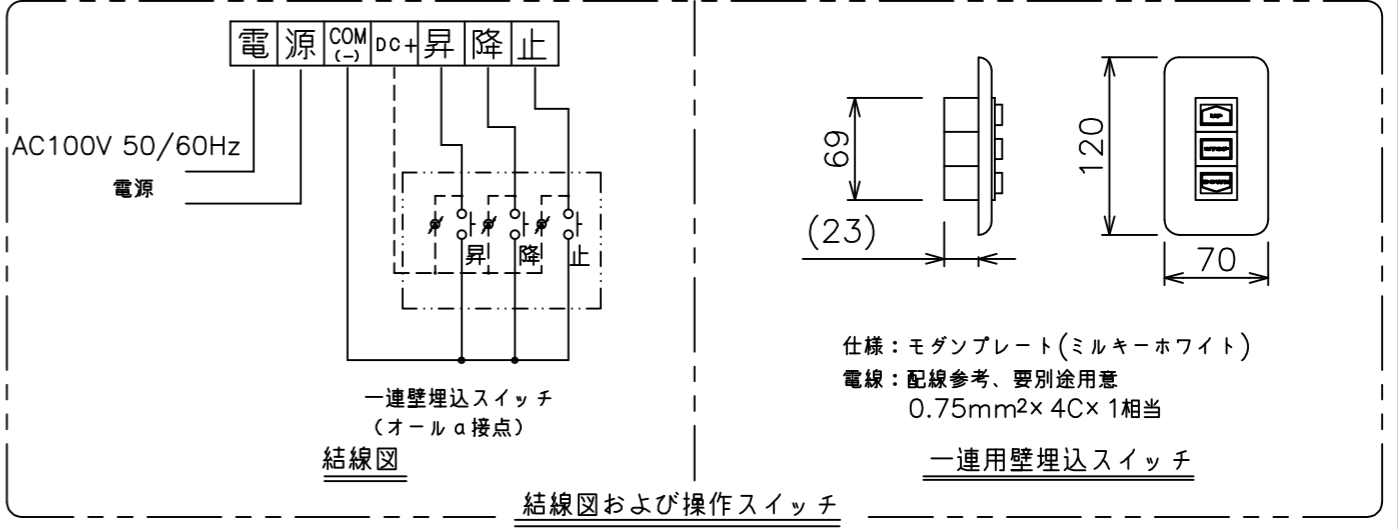 電 源 COM(-) DC+ 昇 降 止
AC100V 50/60Hz
電源
昇 降 止
一連壁埋込スイッチ
(オールa接点)
結線図
69
(23)
120
70
UP
STOP
DOWN
仕様:モダンプレート(ミルキーホワイト)
電線:配線参考、要別途用意
0.75mm²×4C×1相当
一連用壁埋込スイッチ
結線図および操作スイッチ